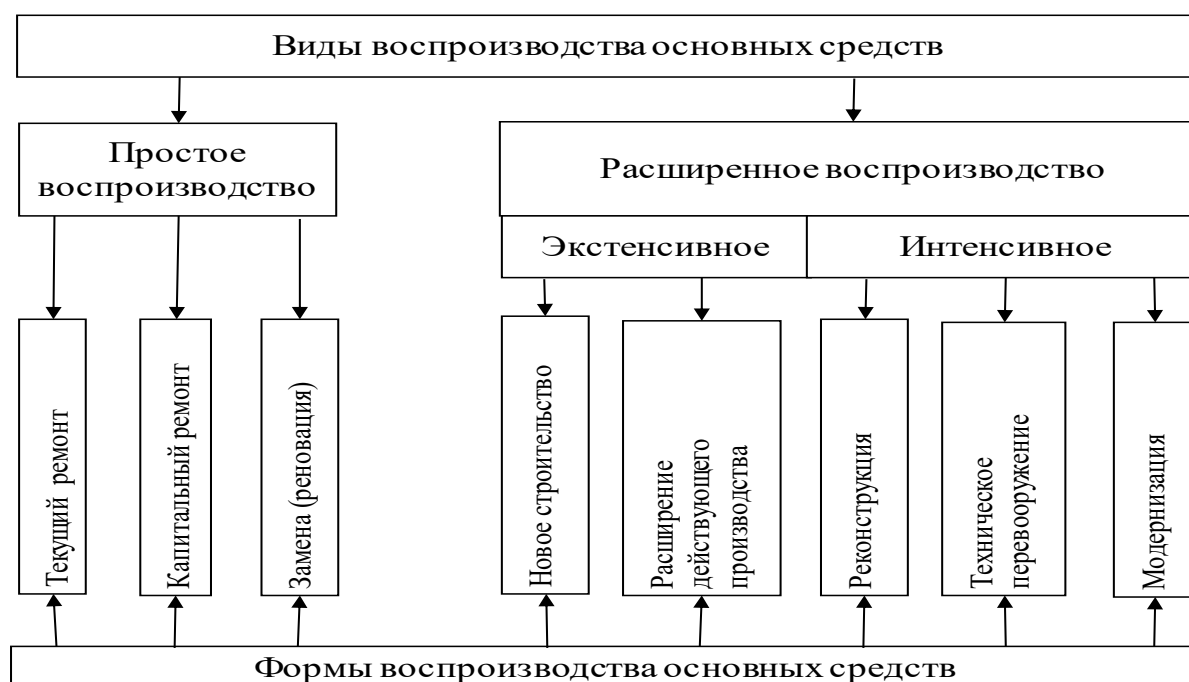 Виды воспроизводства основных средств
Простое
воспроизводство
Расширенное воспроизводство
Экстенсивное
Интенсивное
Текущий ремонт
Капитальный ремонт
Замена (реновация)
Новое строительство
Расширение
действующего
производства
Реконструкция
Техническое
перевооружение
Модернизация
Формы воспроизводства основных средств